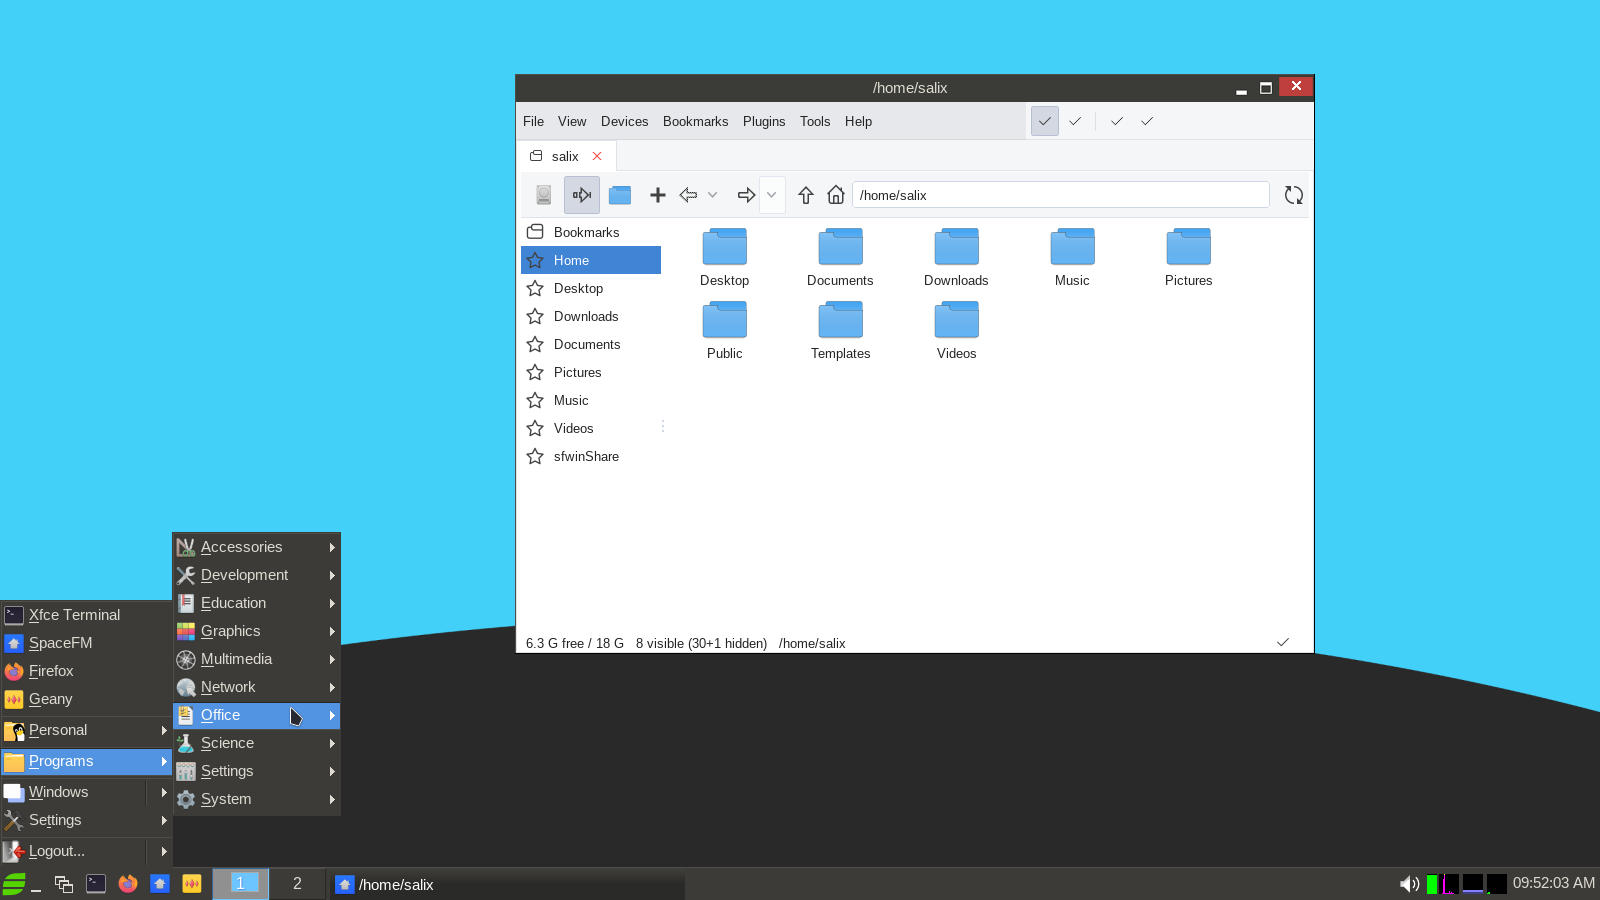 /home/salix
File View Devices Bookmarks Plugins Tools Help
salix
/home/salix
Bookmarks
Home
Desktop
Downloads
Documents
Pictures
Music
Videos
sfwinShare
Desktop Documents Downloads Music Pictures
Public Templates Videos
6.3 G free / 18 G 8 visible (30+1 hidden) /home/salix
Accessories
Development
Education
Graphics
Multimedia
Network
Office
Science
Settings
System
Xfce Terminal
SpaceFM
Firefox
Geany
Personal
Programs
Windows
Settings
Logout...
1 2 /home/salix 09:52:03 AM